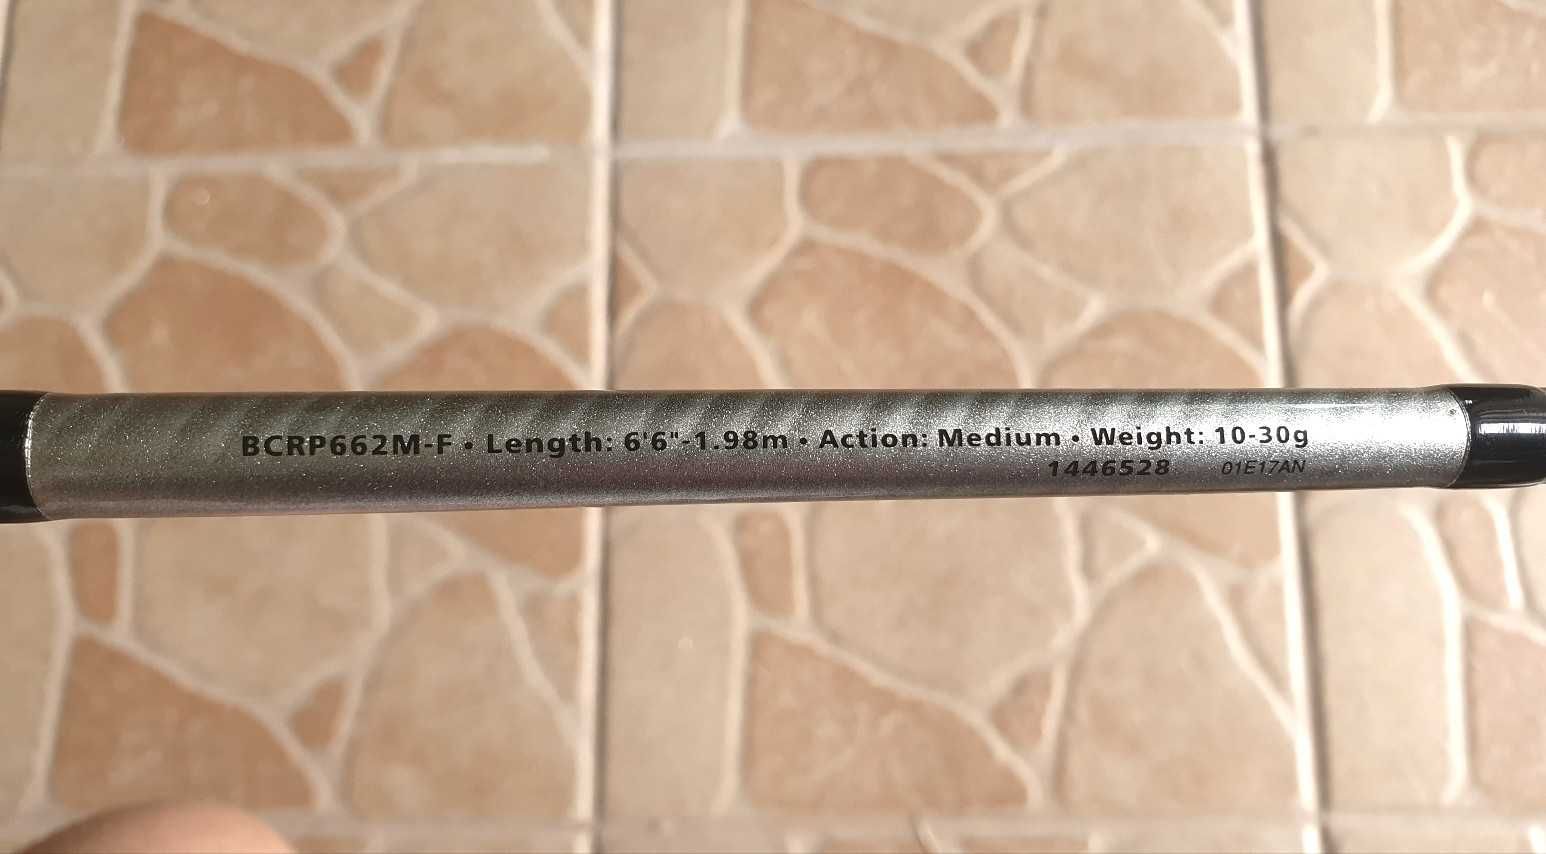 BCRP662M-F • Length: 6'6"-1.98m • Action: Medium • Weight: 10-30g
1446528 01E17AN